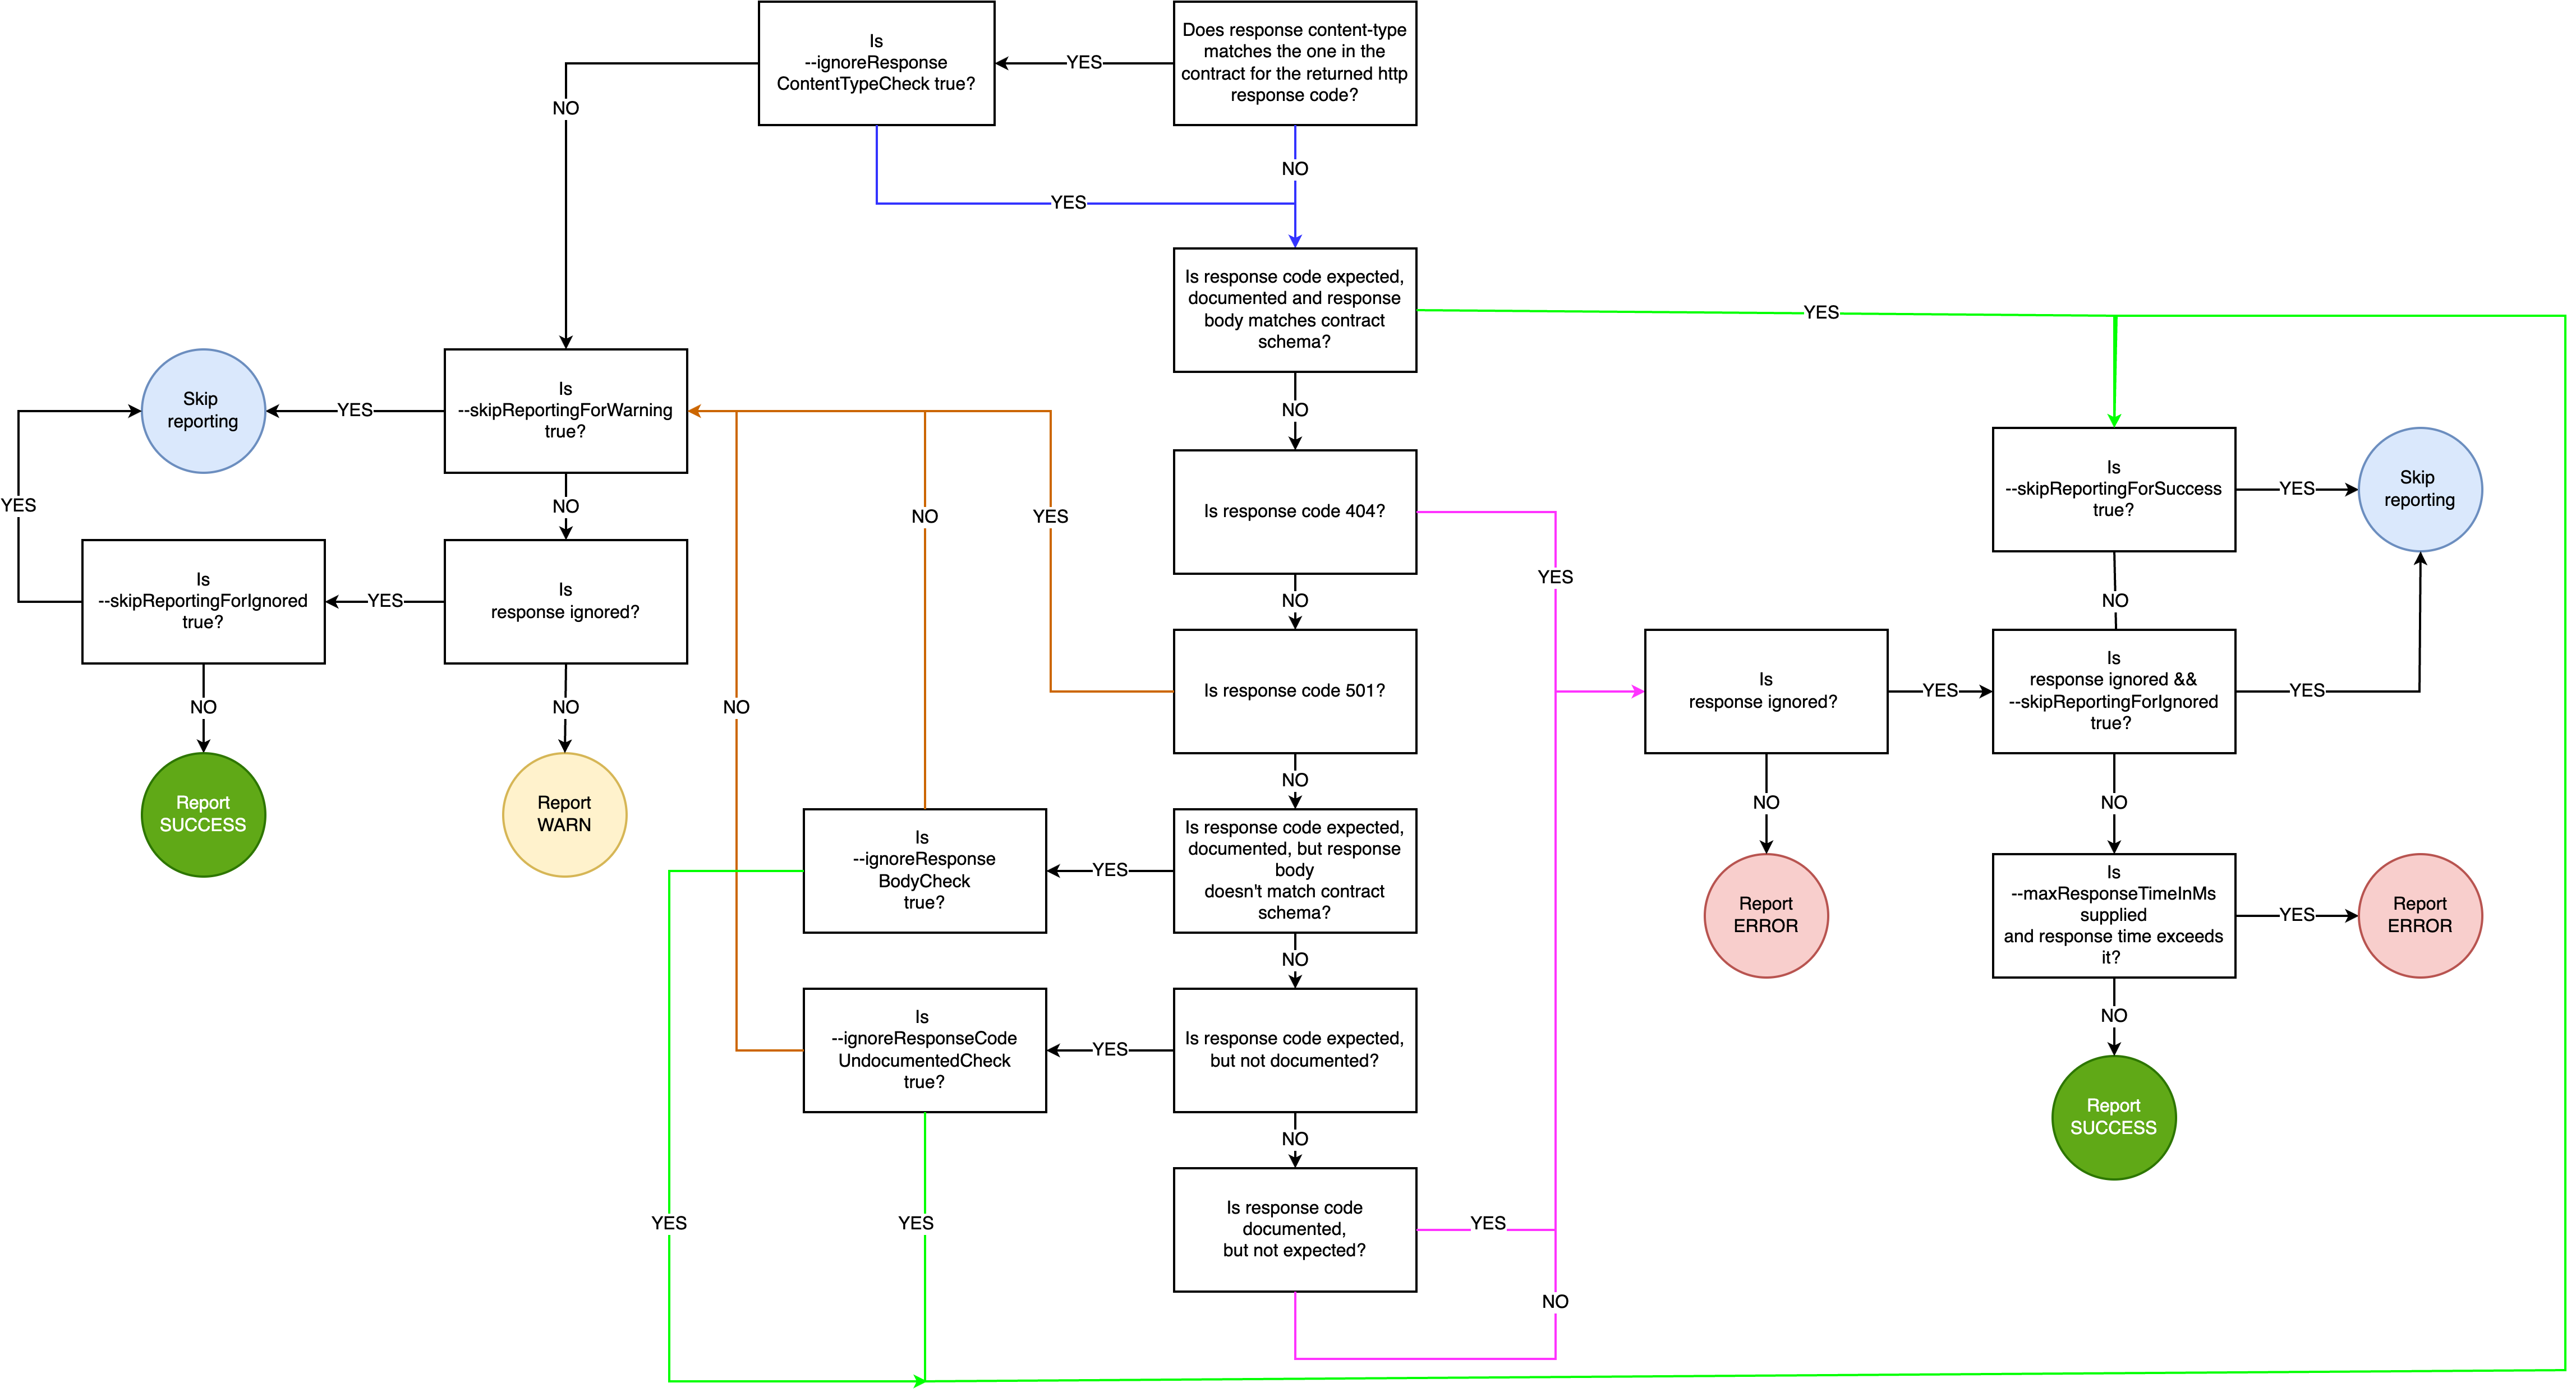 Is
--ignoreResponse
ContentTypeCheck true?
YES
Does response content-type
matches the one in the
contract for the returned http
response code?
NO
NO
YES
Is response code expected,
documented and response
body matches contract
schema?
YES
Skip
reporting
YES
Is
--skipReportingForWarning
true?
NO
Is response code 404?
YES
Is
--skipReportingForSuccess
true?
YES
Skip
reporting
YES
NO
NO
YES
Is
--skipReportingForIgnored
true?
YES
Is
response ignored?
NO
NO
Is response code 501?
Is
response ignored?
YES
Is
response ignored &&
--skipReportingForIgnored
true?
YES
NO
NO
NO
NO
NO
NO
Report
SUCCESS
Report
WARN
Is
--ignoreResponse
BodyCheck
true?
YES
Is response code expected,
documented, but response
body
doesn't match contract
schema?
Report
ERROR
Is
--maxResponseTimeInMs
supplied
and response time exceeds
it?
YES
Report
ERROR
NO
NO
Is
--ignoreResponseCode
UndocumentedCheck
true?
YES
Is response code expected,
but not documented?
Report
SUCCESS
NO
YES
YES
Is response code
documented,
but not expected?
YES
NO